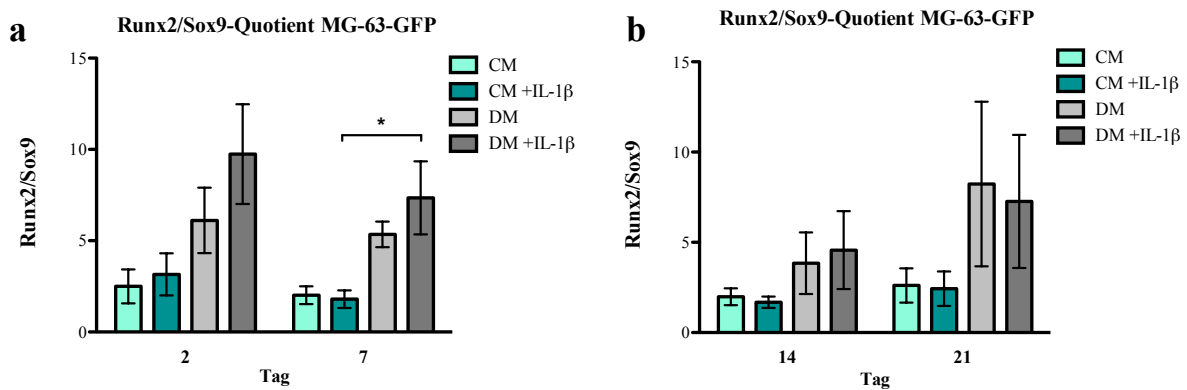 a
Runx2/Sox9-Quotient MG-63-GFP
Runx2/Sox9
15
10
5
0
*
2
7
Tag
CM
CM +IL-1β
DM
DM +IL-1β
b
Runx2/Sox9-Quotient MG-63-GFP
Runx2/Sox9
15
10
5
0
14
21
Tag
CM
CM +IL-1β
DM
DM +IL-1β